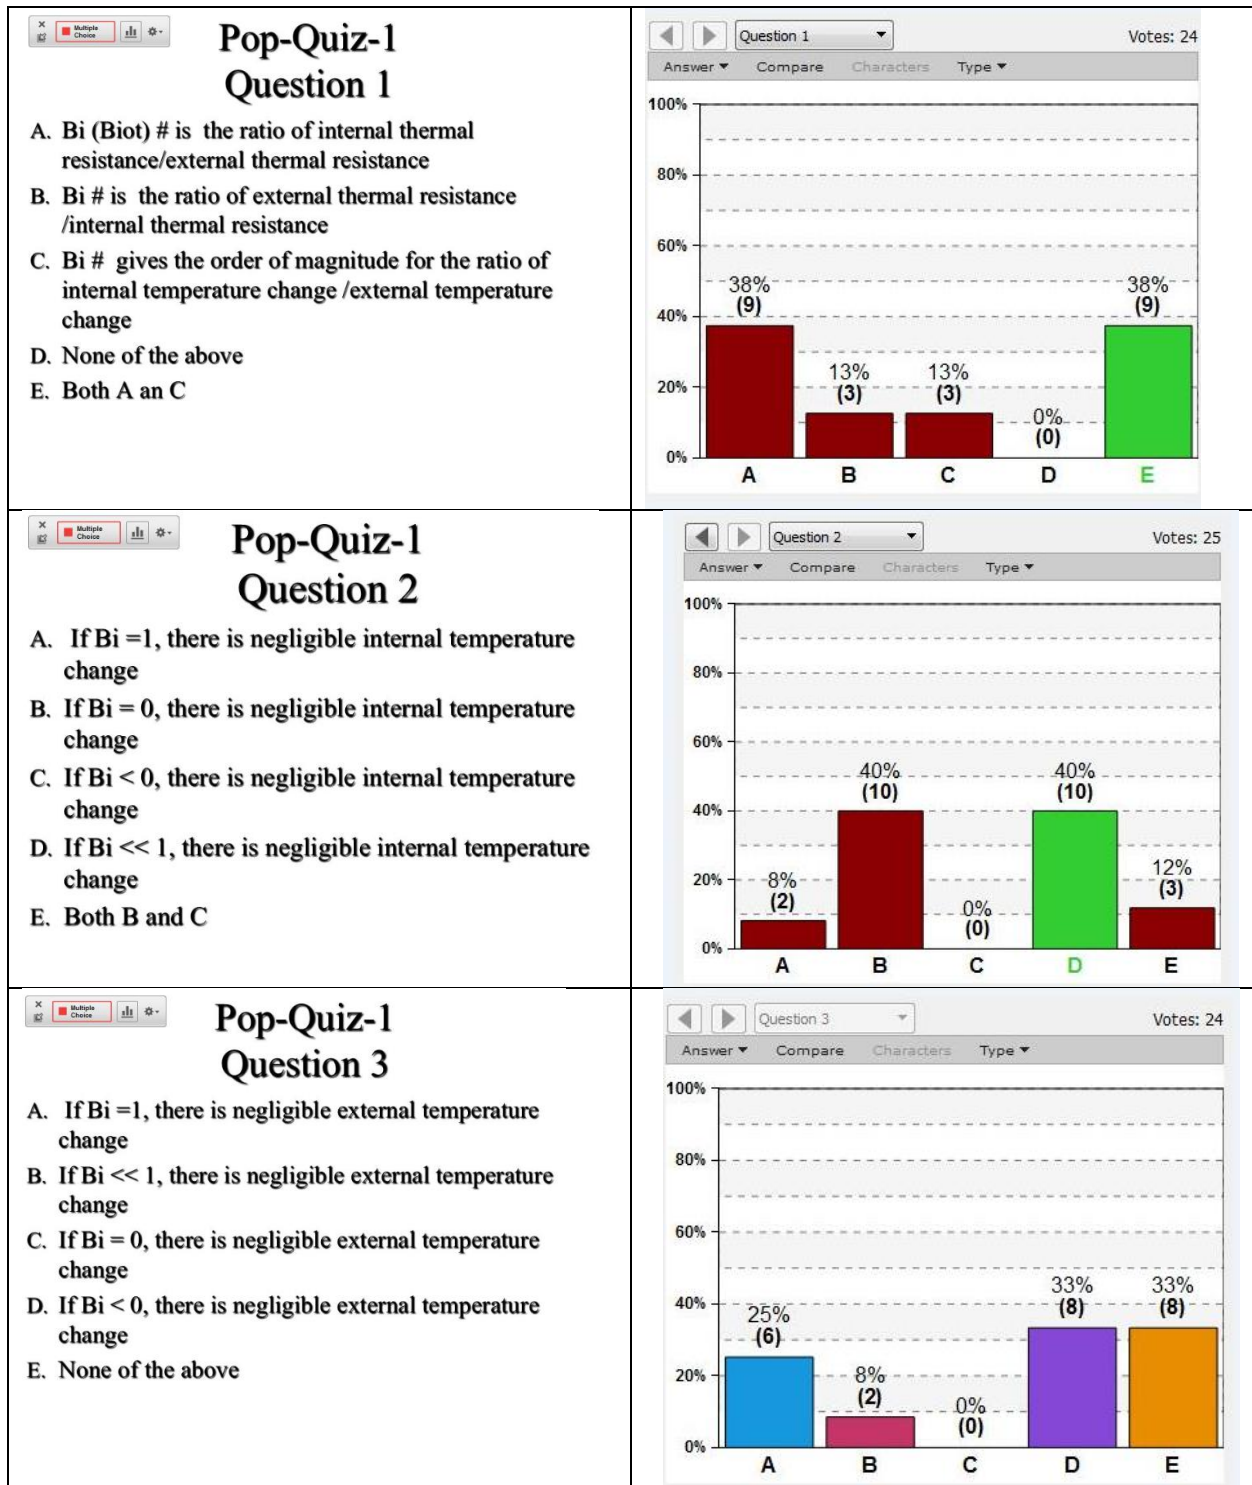 Multiple
Choice
Pop-Quiz-1
Question 1
A. Bi (Biot) # is the ratio of internal thermal
resistance/external thermal resistance
B. Bi # is the ratio of external thermal resistance
/internal thermal resistance
C. Bi # gives the order of magnitude for the ratio of
internal temperature change /external temperature
change
D. None of the above
E. Both A an C
Question 1
Votes: 24
Answer Compare Characters Type
100%
80%
60%
40%
20%
0%
38%
(9)
13%
(3)
13%
(3)
0%
(0)
38%
(9)
A B C D E
Multiple
Choice
Pop-Quiz-1
Question 2
A. If Bi =1, there is negligible internal temperature
change
B. If Bi = 0, there is negligible internal temperature
change
C. If Bi < 0, there is negligible internal temperature
change
D. If Bi << 1, there is negligible internal temperature
change
E. Both B and C
Question 2
Votes: 25
Answer Compare Characters Type
100%
80%
60%
40%
20%
0%
8%
(2)
40%
(10)
0%
(0)
40%
(10)
12%
(3)
A B C D E
Multiple
Choice
Pop-Quiz-1
Question 3
A. If Bi =1, there is negligible external temperature
change
B. If Bi << 1, there is negligible external temperature
change
C. If Bi = 0, there is negligible external temperature
change
D. If Bi < 0, there is negligible external temperature
change
E. None of the above
Question 3
Votes: 24
Answer Compare Characters Type
100%
80%
60%
40%
20%
0%
25%
(6)
8%
(2)
0%
(0)
33%
(8)
33%
(8)
A B C D E